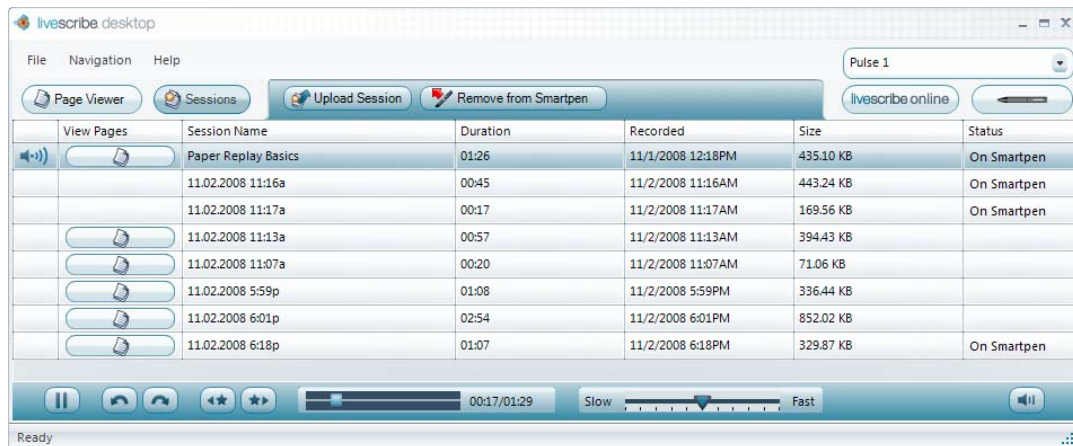 livescribe desktop
File Navigation Help
Pulse 1
Page Viewer Sessions Upload Session Remove from Smartpen livescribe online
View Pages Session Name Duration Recorded Size Status
Paper Replay Basics 01:26 11/1/2008 12:18PM 435.10 KB On Smartpen
11.02.2008 11:16a 00:45 11/2/2008 11:16AM 443.24 KB On Smartpen
11.02.2008 11:17a 00:17 11/2/2008 11:17AM 169.56 KB On Smartpen
11.02.2008 11:13a 00:57 11/2/2008 11:13AM 394.43 KB
11.02.2008 11:07a 00:20 11/2/2008 11:07AM 71.06 KB
11.02.2008 5:59p 01:08 11/2/2008 5:59PM 336.44 KB
11.02.2008 6:01p 02:54 11/2/2008 6:01PM 852.02 KB
11.02.2008 6:18p 01:07 11/2/2008 6:18PM 329.87 KB On Smartpen
00:17/01:29 Slow Fast
Ready